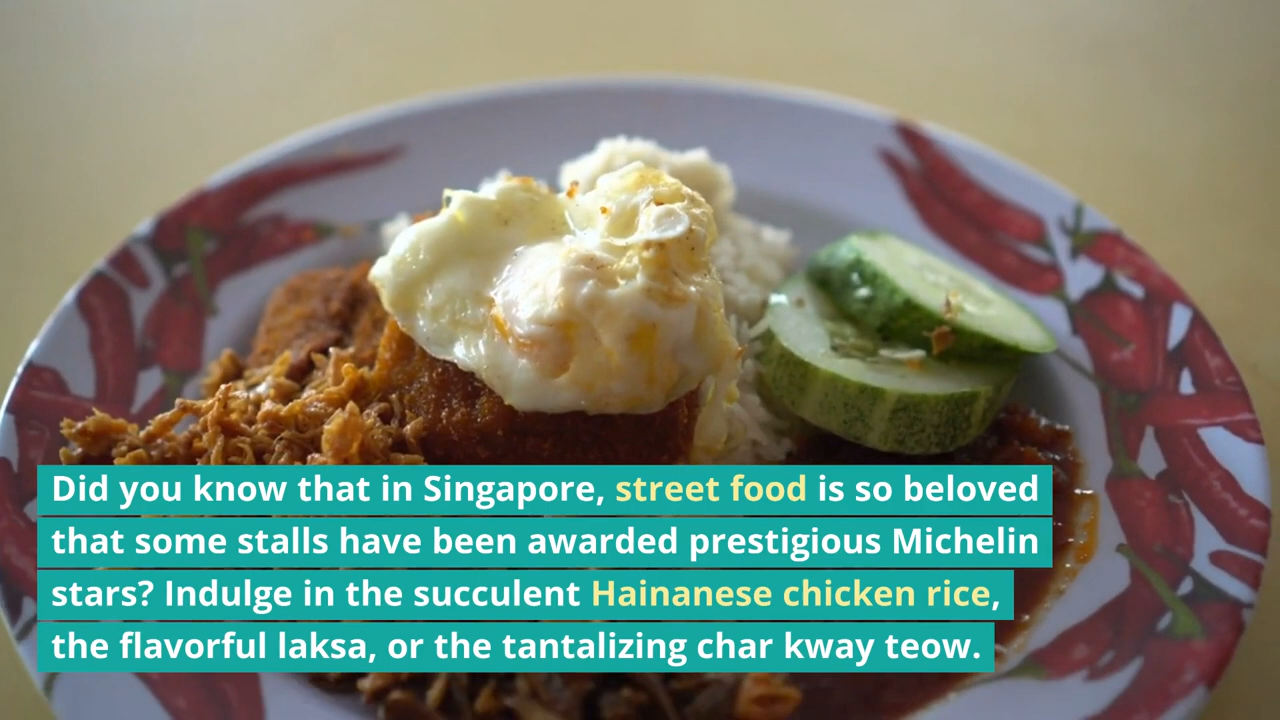 Did you know that in Singapore, street food is so beloved
that some stalls have been awarded prestigious Michelin
stars? Indulge in the succulent Hainanese chicken rice,
the flavorful laksa, or the tantalizing char kway teow.